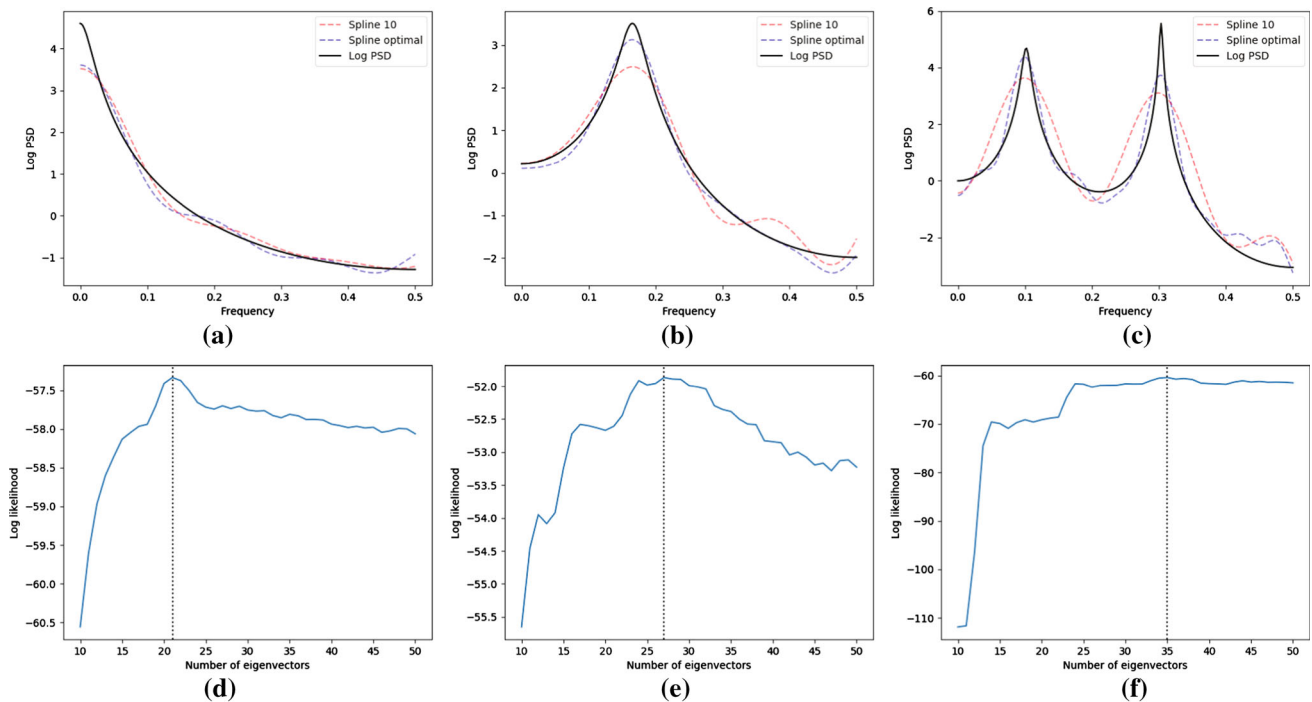 Spline 10
Spline optimal
Log PSD
Log PSD
4
3
2
1
0
−1
0.0 0.1 0.2 0.3 0.4 0.5
Frequency
(a)
Spline 10
Spline optimal
Log PSD
Log PSD
3
2
1
0
−1
−2
0.0 0.1 0.2 0.3 0.4 0.5
Frequency
(b)
Spline 10
Spline optimal
Log PSD
Log PSD
6
4
2
0
−2
0.0 0.1 0.2 0.3 0.4 0.5
Frequency
(c)
Log likelihood
−57.5
−58.0
−58.5
−59.0
−59.5
−60.0
−60.5
10 15 20 25 30 35 40 45 50
Number of eigenvectors
(d)
Log likelihood
−52.0
−52.5
−53.0
−53.5
−54.0
−54.5
−55.0
−55.5
10 15 20 25 30 35 40 45 50
Number of eigenvectors
(e)
Log likelihood
−60
−70
−80
−90
−100
−110
10 15 20 25 30 35 40 45 50
Number of eigenvectors
(f)